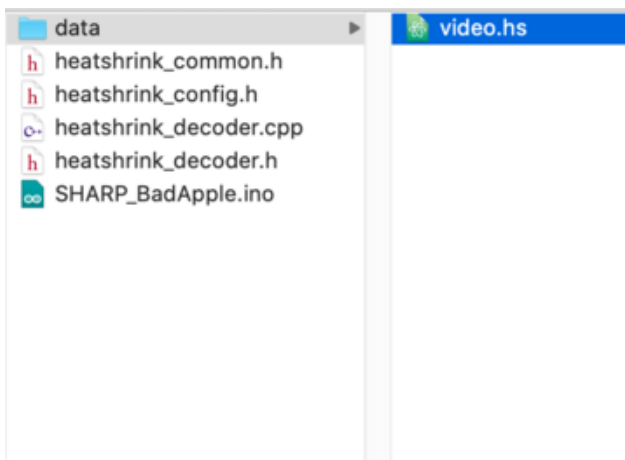 data
heatshrink_common.h
heatshrink_config.h
heatshrink_decoder.cpp
heatshrink_decoder.h
SHARP_BadApple.ino
video.hs